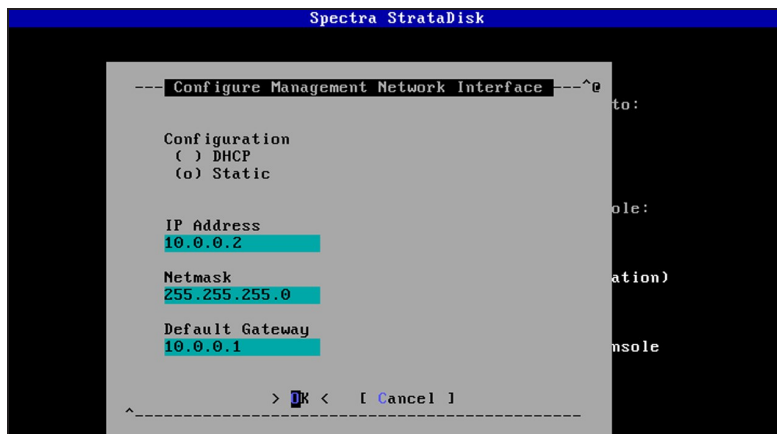 Spectra StrataDisk
--- Configure Management Network Interface ---^@
to:
Configuration
( ) DHCP
(o) Static
ole:
IP Address
10.0.0.2
Netmask
ation)
255.255.255.0
Default Gateway
10.0.0.1
nsole
> OK < [ Cancel ]
^_______________________________________________